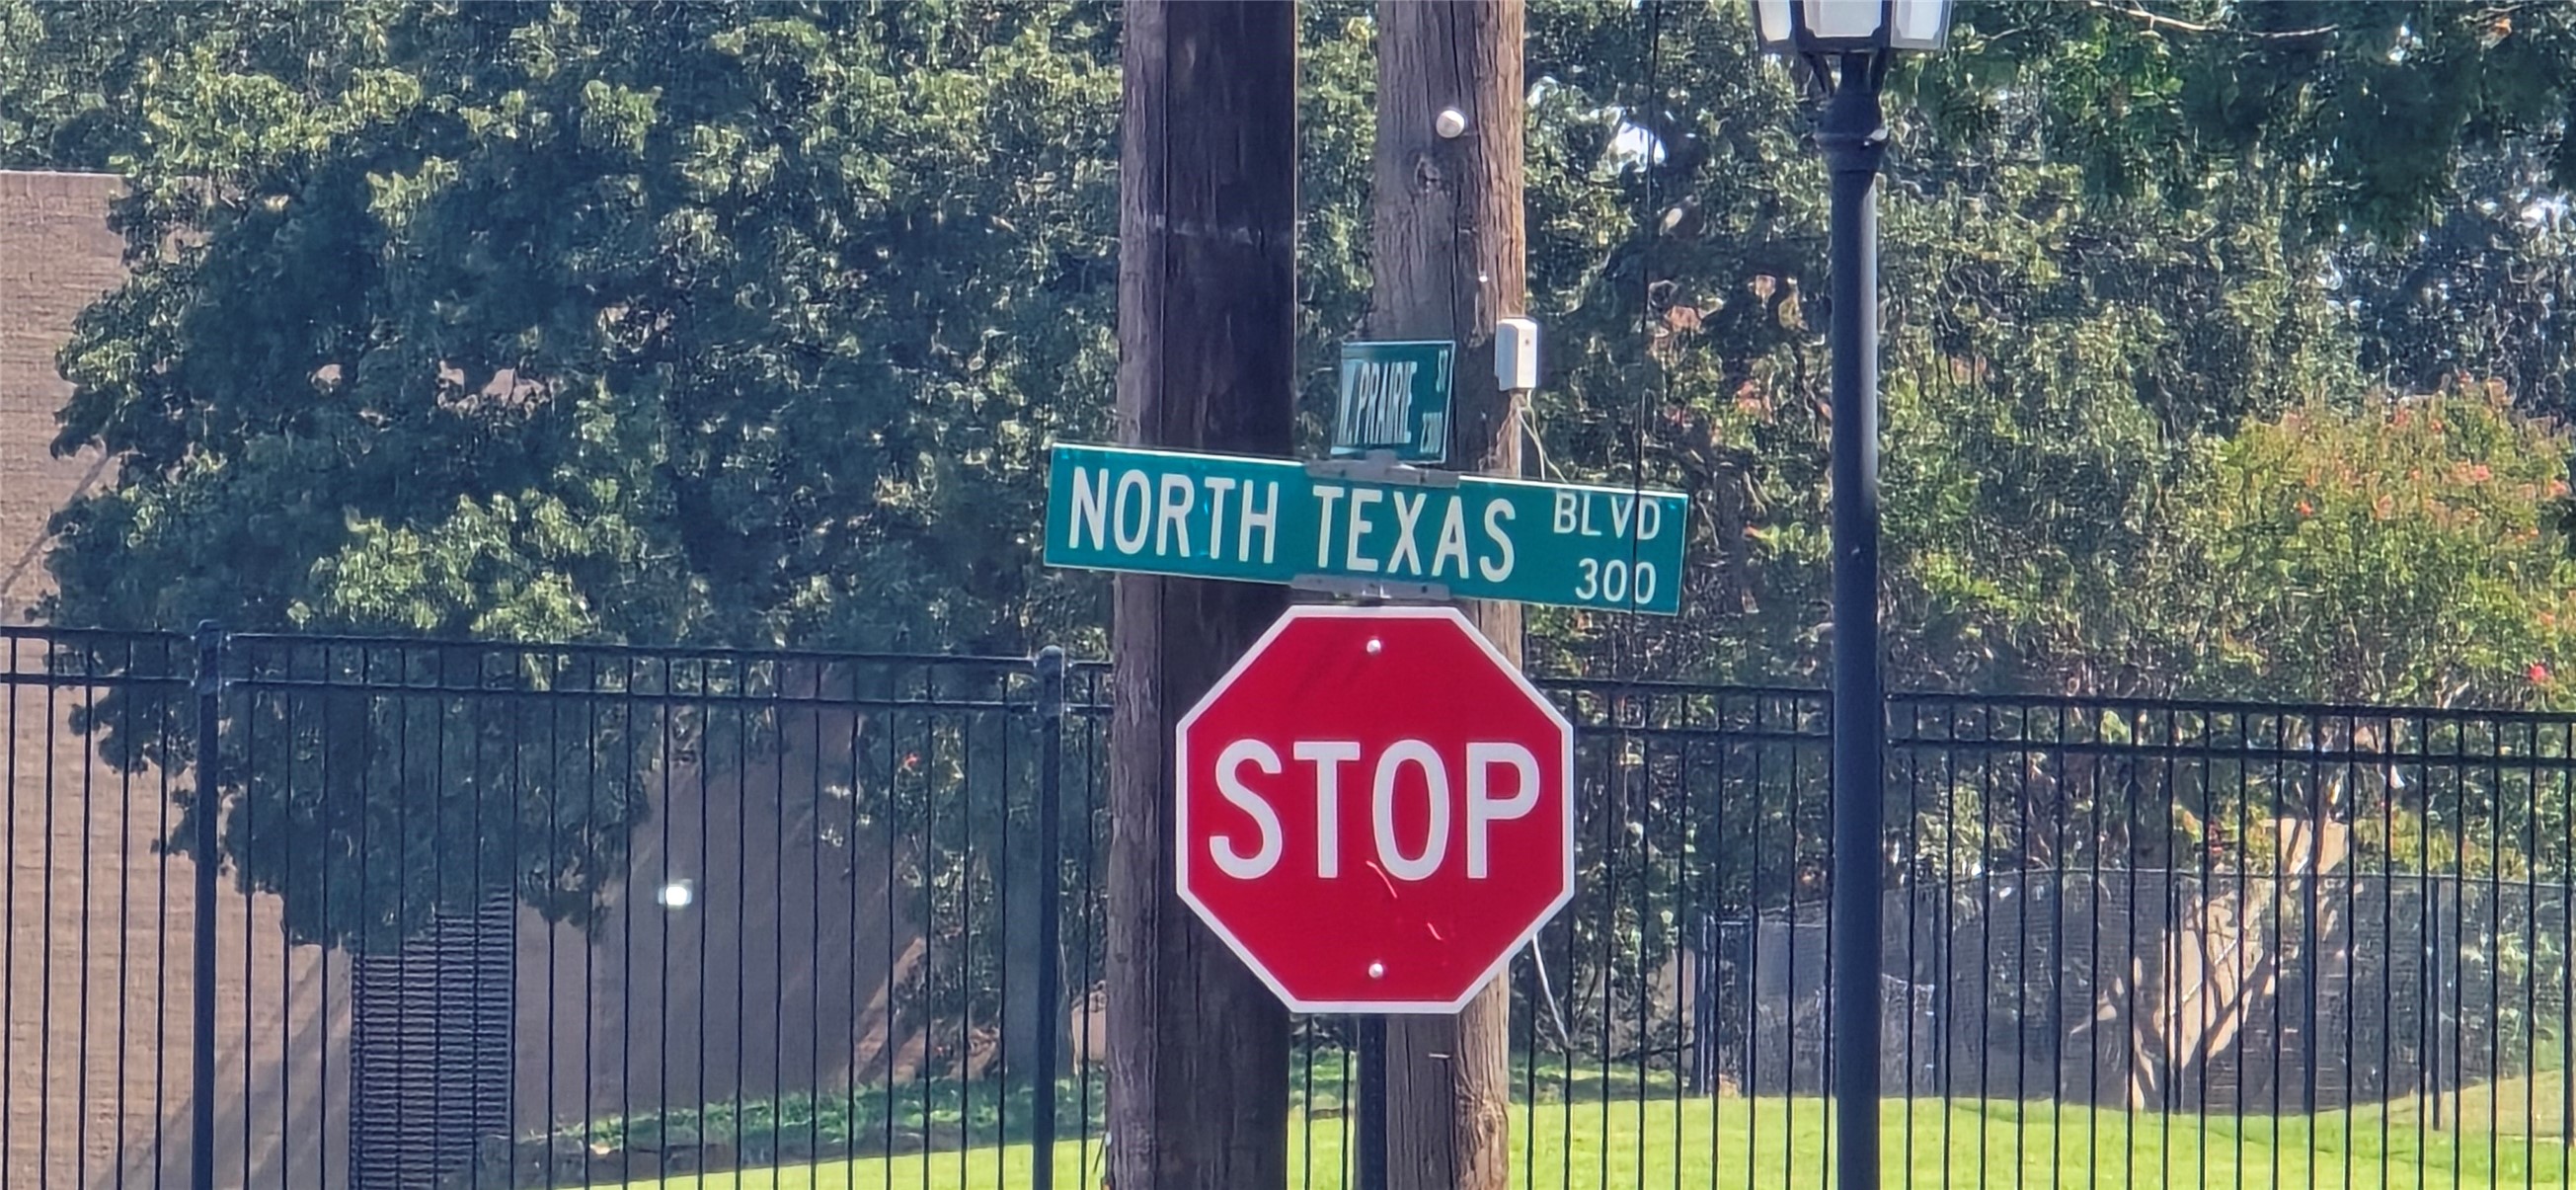 W. PRAIRIE ST
NORTH TEXAS BLVD
300
STOP